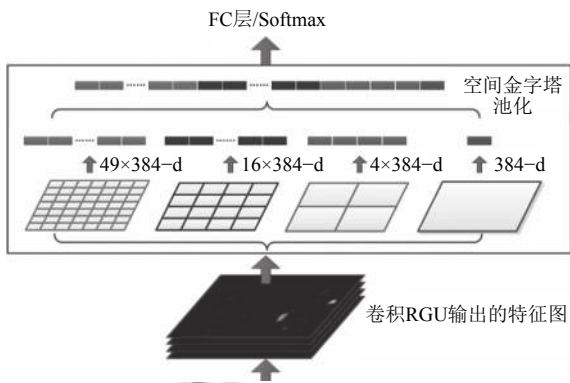 FC层/Softmax
空间金字塔
池化
49×384-d
16×384-d
4×384-d
384-d
卷积RGU输出的特征图